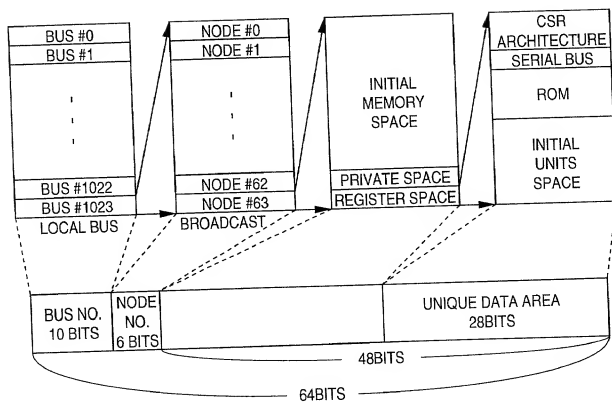 BUS #0
BUS #1
BUS #1022
BUS #1023
LOCAL BUS
NODE #0
NODE #1
NODE #62
NODE #63
BROADCAST
INITIAL
MEMORY
SPACE
PRIVATE SPACE
REGISTER SPACE
CSR
ARCHITECTURE
SERIAL BUS
ROM
INITIAL
UNITS
SPACE
BUS NO.
10 BITS
NODE
NO.
6 BITS
UNIQUE DATA AREA
28BITS
48BITS
64BITS